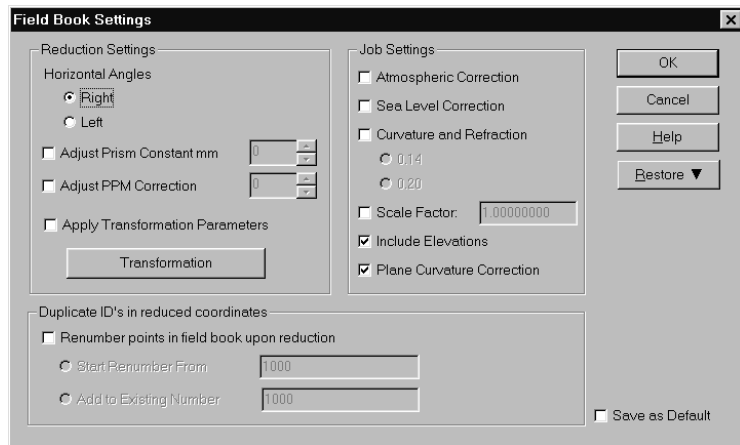 Field Book Settings
Reduction Settings
Horizontal Angles
Right
Left
Adjust Prism Constant mm 0
Adjust PPM Correction 0
Apply Transformation Parameters
Transformation
Job Settings
Atmospheric Correction
Sea Level Correction
Curvature and Refraction
0.14
0.20
Scale Factor: 1.00000000
Include Elevations
Plane Curvature Correction
OK
Cancel
Help
Restore ▼
Duplicate ID's in reduced coordinates
Renumber points in field book upon reduction
Start Renumber From 1000
Add to Existing Number 1000
Save as Default